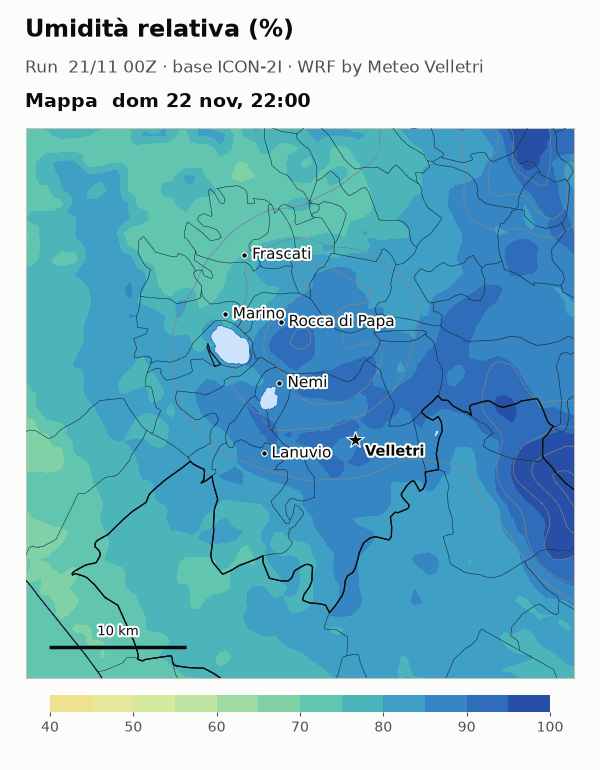 Umidità relativa (%)
Run 21/11 00Z · base ICON-2I · WRF by Meteo Velletri
Mappa dom 22 nov, 22:00
Frascati
Marino
Rocca di Papa
Nemi
Velletri
Lanuvio
10 km
40 50 60 70 80 90 100